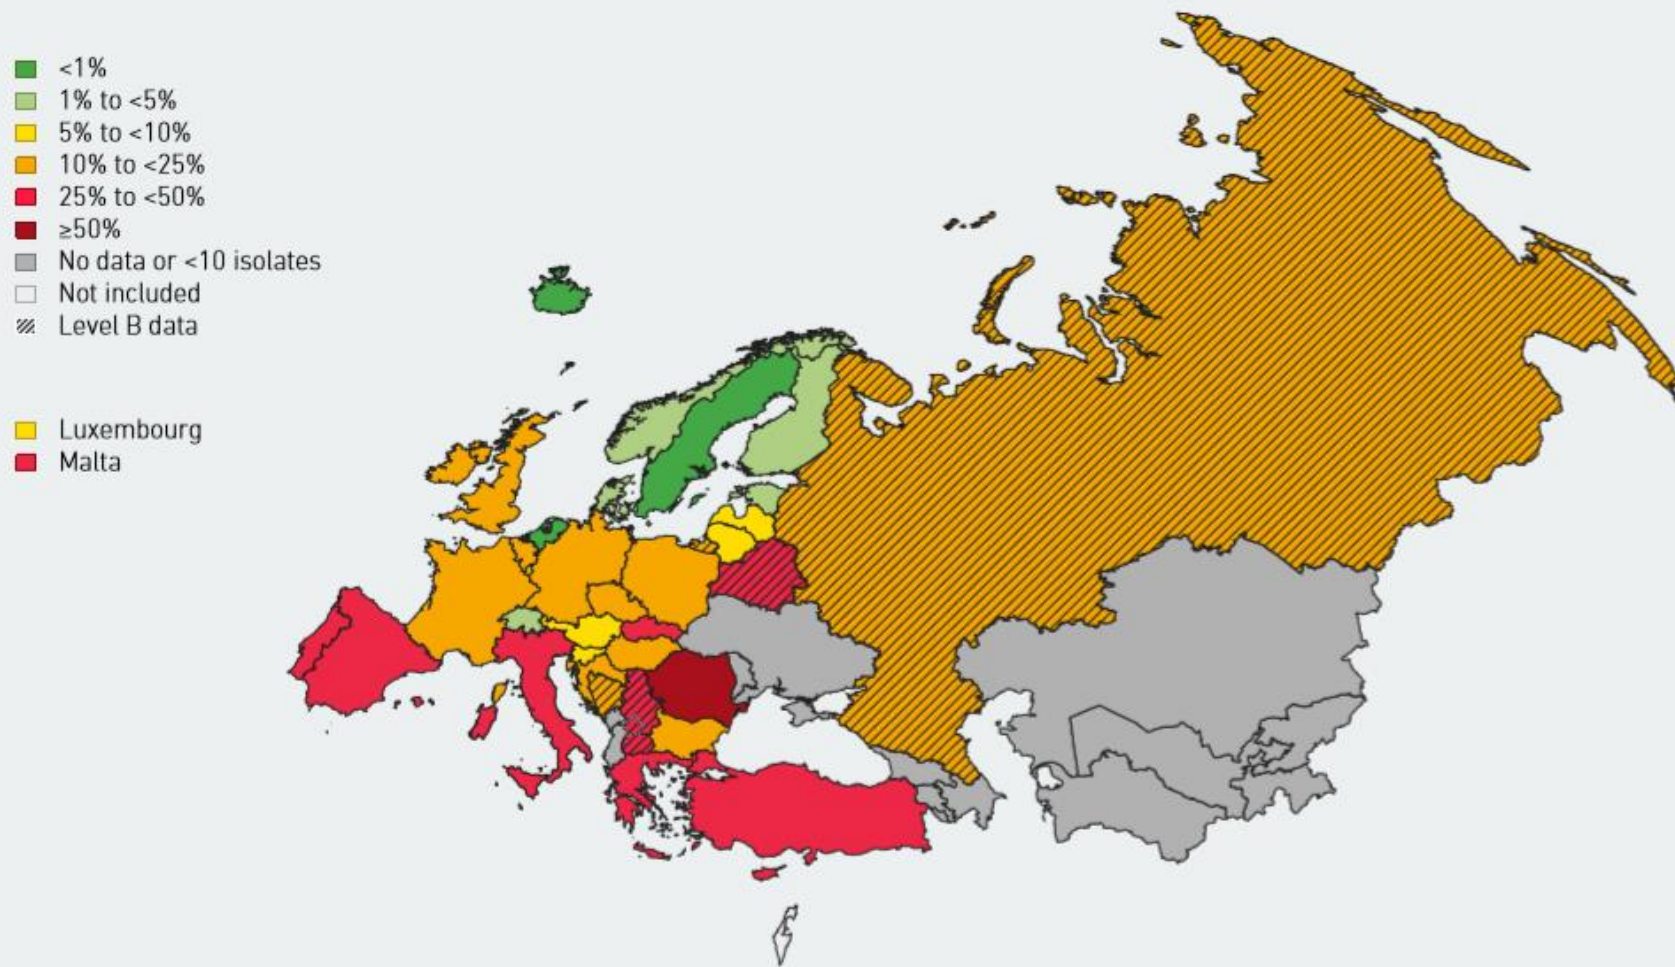 <1%
1% to <5%
5% to <10%
10% to <25%
25% to <50%
≥50%
No data or <10 isolates
Not included
Level B data
Luxembourg
Malta